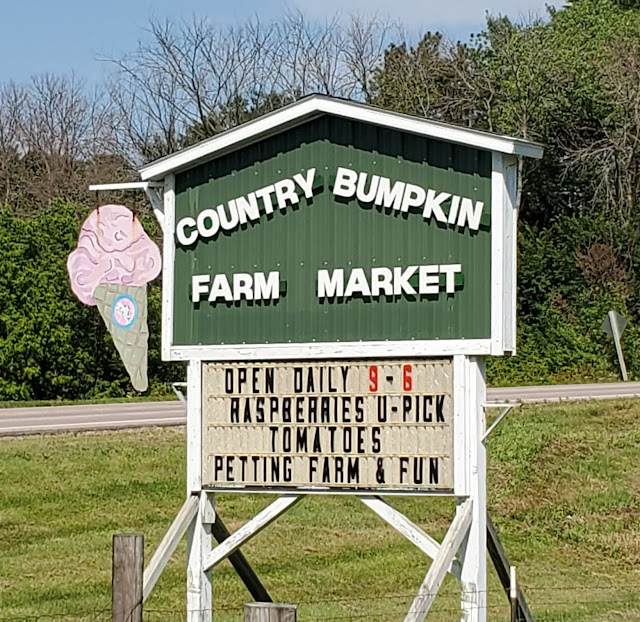 COUNTRY BUMPKIN
FARM MARKET
OPEN DAILY 9-6
RASPBERRIES U-PICK
TOMATOES
PETTING FARM & FUN